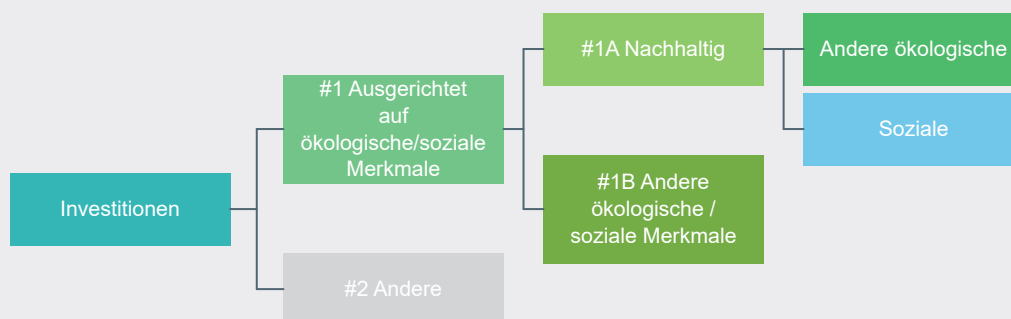 Investitionen
#1 Ausgerichtet
auf
ökologische/soziale
Merkmale
#2 Andere
#1A Nachhaltig
#1B Andere
ökologische /
soziale Merkmale
Andere ökologische
Soziale